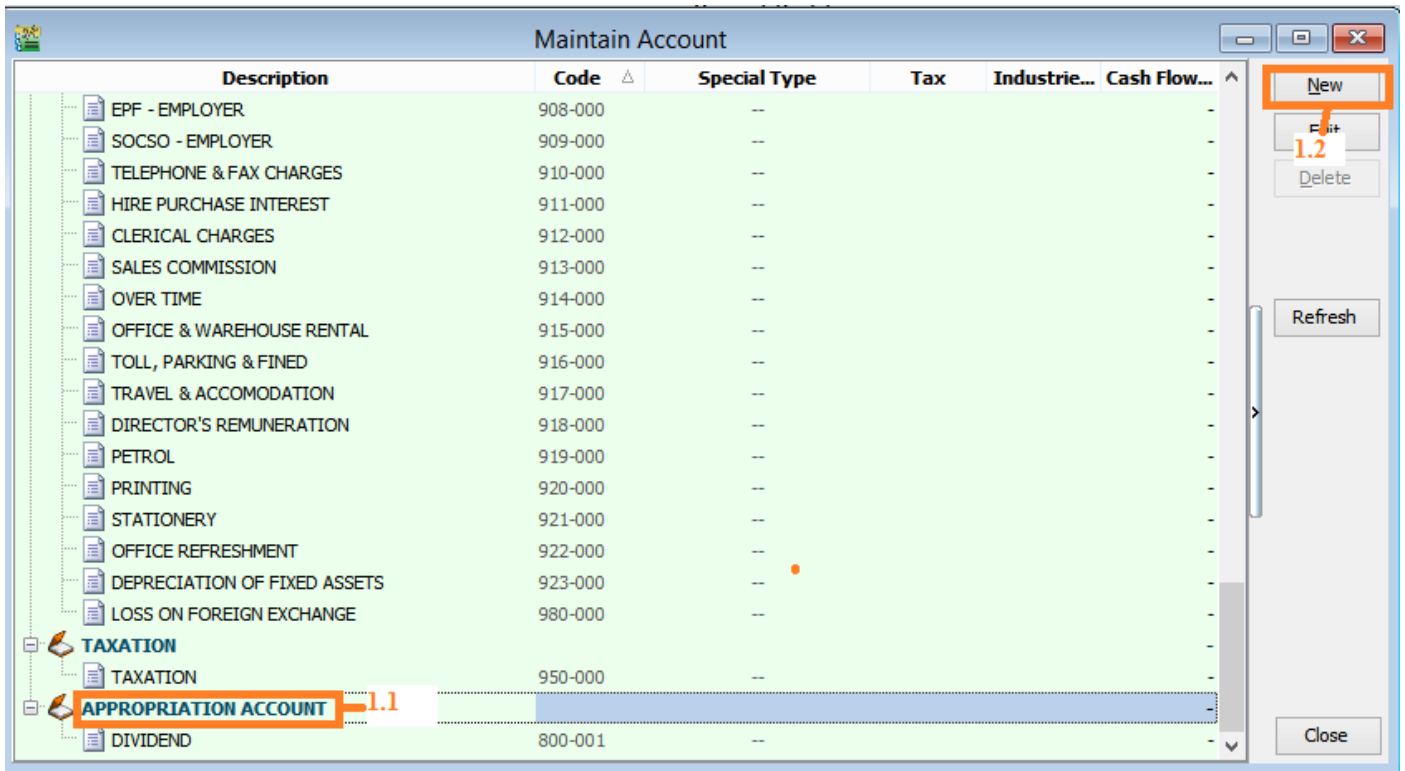 Maintain Account
Description Code Special Type Tax Industrie... Cash Flow...
New
EPF - EMPLOYER 908-000 -- -
SOCSO - EMPLOYER 909-000 -- -
1.2
TELEPHONE & FAX CHARGES 910-000 -- -
Delete
HIRE PURCHASE INTEREST 911-000 -- -
CLERICAL CHARGES 912-000 -- -
SALES COMMISSION 913-000 -- -
OVER TIME 914-000 -- -
OFFICE & WAREHOUSE RENTAL 915-000 -- -
Refresh
TOLL, PARKING & FINED 916-000 -- -
TRAVEL & ACCOMODATION 917-000 -- -
DIRECTOR'S REMUNERATION 918-000 -- -
PETROL 919-000 -- -
PRINTING 920-000 -- -
STATIONERY 921-000 -- -
OFFICE REFRESHMENT 922-000 -- -
DEPRECIATION OF FIXED ASSETS 923-000 -- -
LOSS ON FOREIGN EXCHANGE 980-000 -- -
TAXATION -
TAXATION 950-000 -- -
APPROPRIATION ACCOUNT 1.1 -
DIVIDEND 800-001 -- -
Close